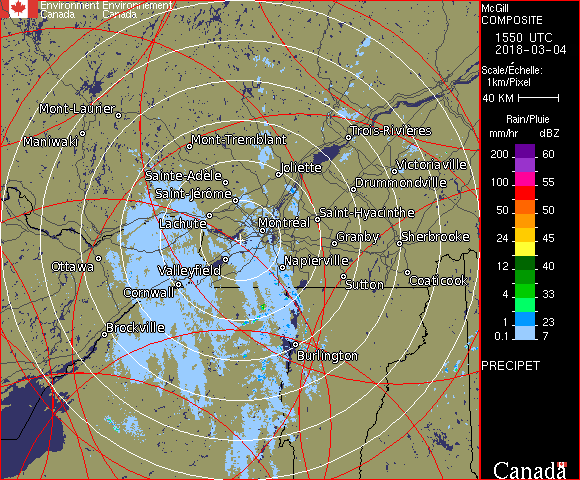 Environment Environnement
Canada Canada
McGill
COMPOSITE
1550 UTC
2018-03-04
Scale/Échelle:
1km/Pixel
40 KM
Rain/Pluie
mm/hr dBZ
200 60
100 55
50 50
24 45
12 40
4 33
1 23
0.1 7
PRECIPET
Canada
Mont-Laurier
Maniwaki
Mont-Tremblant
Trois-Rivières
Joliette
Victoriaville
Sainte-Adèle
Drummondville
Saint-Jérôme
Lachute
Saint-Hyacinthe
Montréal
Granby
Sherbrooke
Ottawa
Valleyfield
Napierville
Cornwall
Sutton
Coaticook
Brockville
Burlington